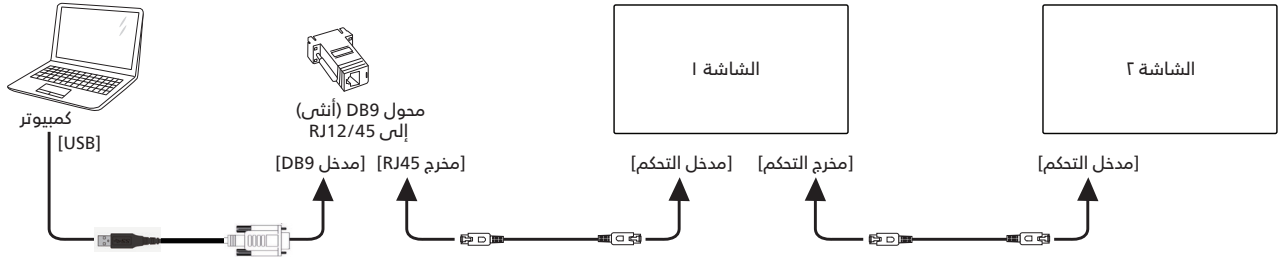 الشاشة ١
الشاشة ٢
محول DB9 (أنثى)
إلى RJ12/45
كمبيوتر
[USB]
[مدخل DB9]
[مخرج RJ45]
[مدخل التحكم]
[مخرج التحكم]
[مدخل التحكم]